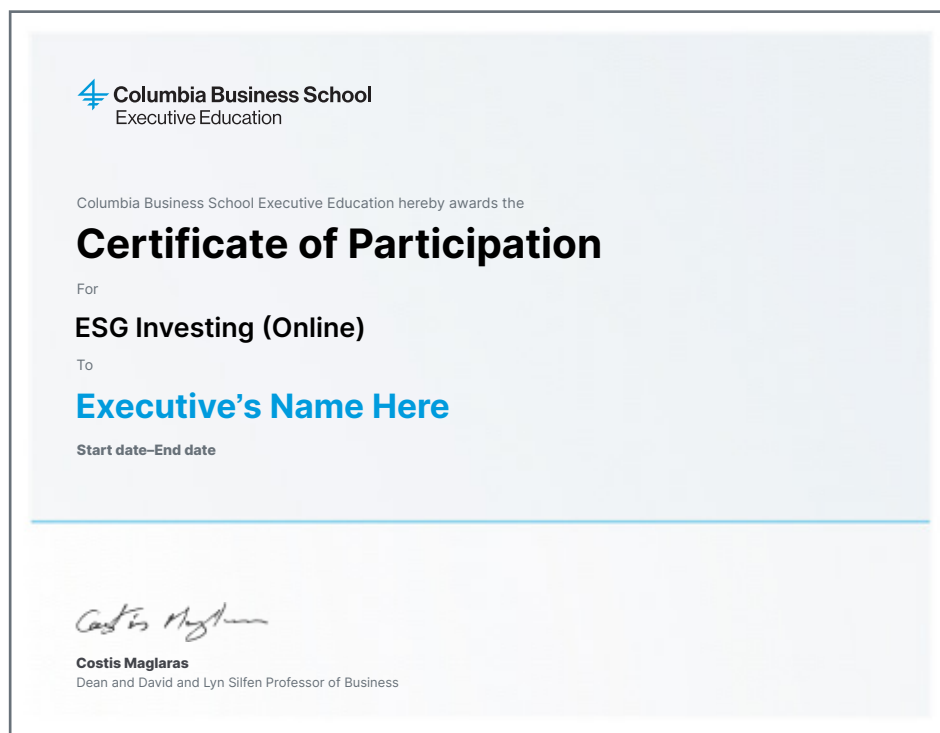 Columbia Business School
Executive Education
Columbia Business School Executive Education hereby awards the
Certificate of Participation
For
ESG Investing (Online)
To
Executive’s Name Here
Start date–End date
Costis Maglaras
Costis Maglaras
Dean and David and Lyn Silfen Professor of Business